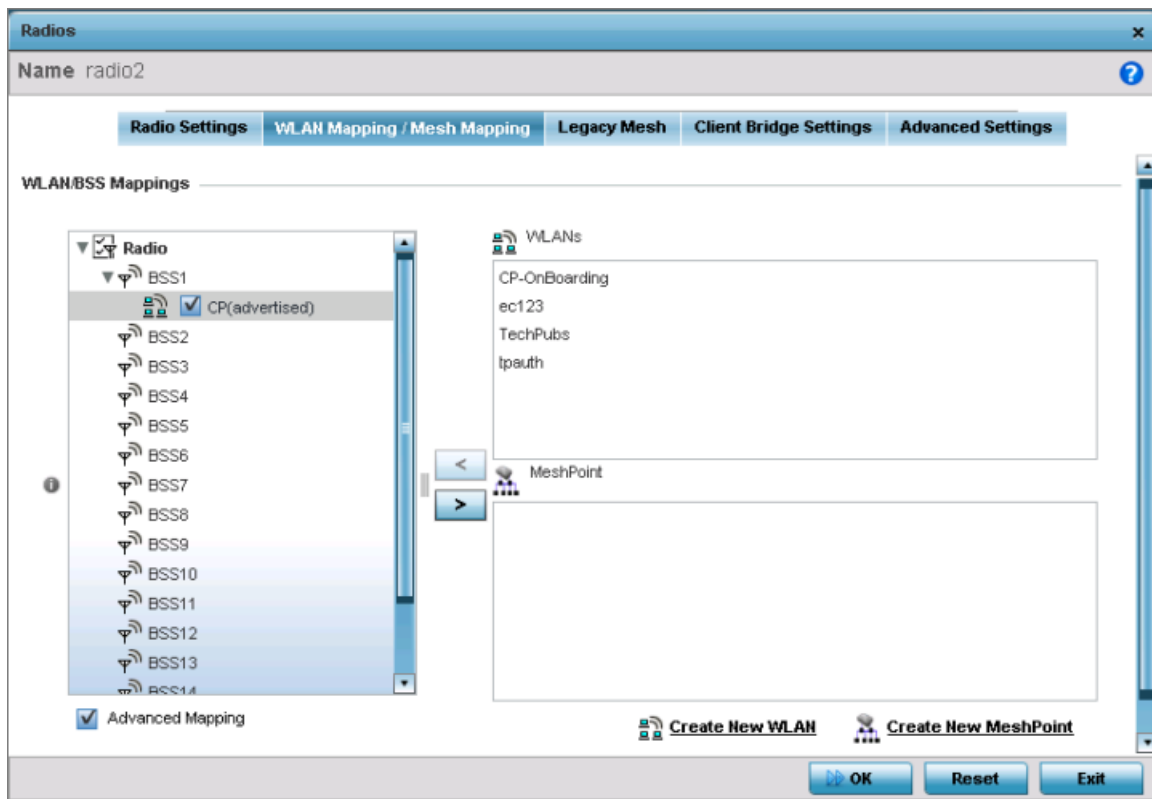 Radios
Name radio2
Radio Settings
WLAN Mapping / Mesh Mapping
Legacy Mesh
Client Bridge Settings
Advanced Settings
WLAN/BSS Mappings
Radio
BSS1
CP(advertised)
BSS2
BSS3
BSS4
BSS5
BSS6
BSS7
BSS8
BSS9
BSS10
BSS11
BSS12
BSS13
BSS14
Advanced Mapping
<
>
WLANs
CP-OnBoarding
ec123
TechPubs
tpauth
MeshPoint
Create New WLAN
Create New MeshPoint
OK
Reset
Exit